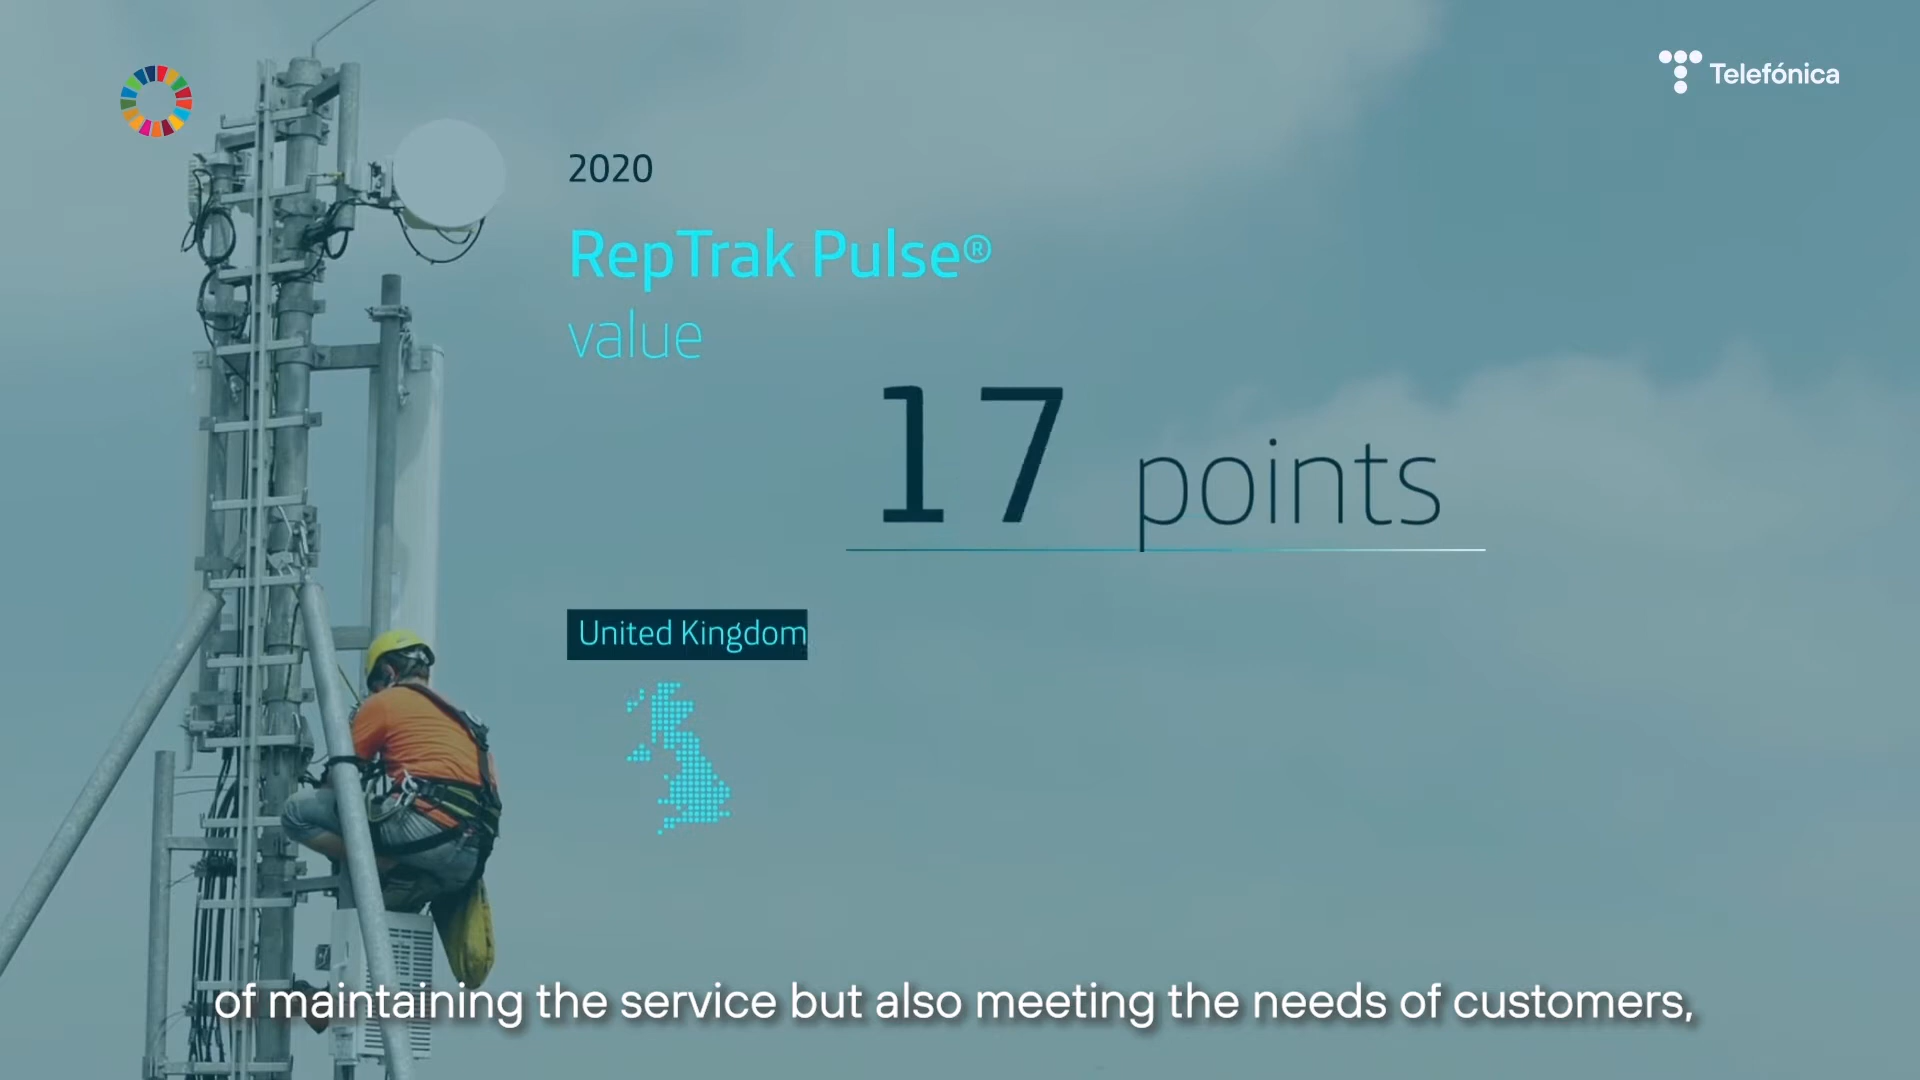 Telefónica
2020
RepTrak Pulse®
value
17 points
United Kingdom
of maintaining the service but also meeting the needs of customers,